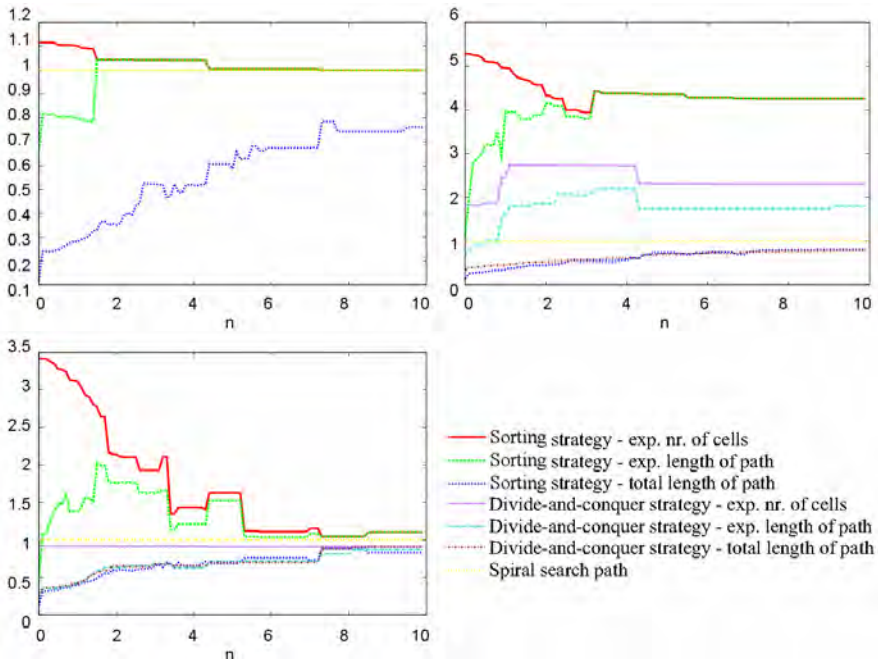 1.2
1.1
1
0.9
0.8
0.7
0.6
0.5
0.4
0.3
0.2
0.1
0 2 4 6 8 10
n
6
5
4
3
2
1
0
0 2 4 6 8 10
n
3.5
3
2.5
2
1.5
1
0.5
0
0 2 4 6 8 10
n
Sorting strategy - exp. nr. of cells
Sorting strategy - exp. length of path
Sorting strategy - total length of path
Divide-and-conquer strategy - exp. nr. of cells
Divide-and-conquer strategy - exp. length of path
Divide-and-conquer strategy - total length of path
Spiral search path